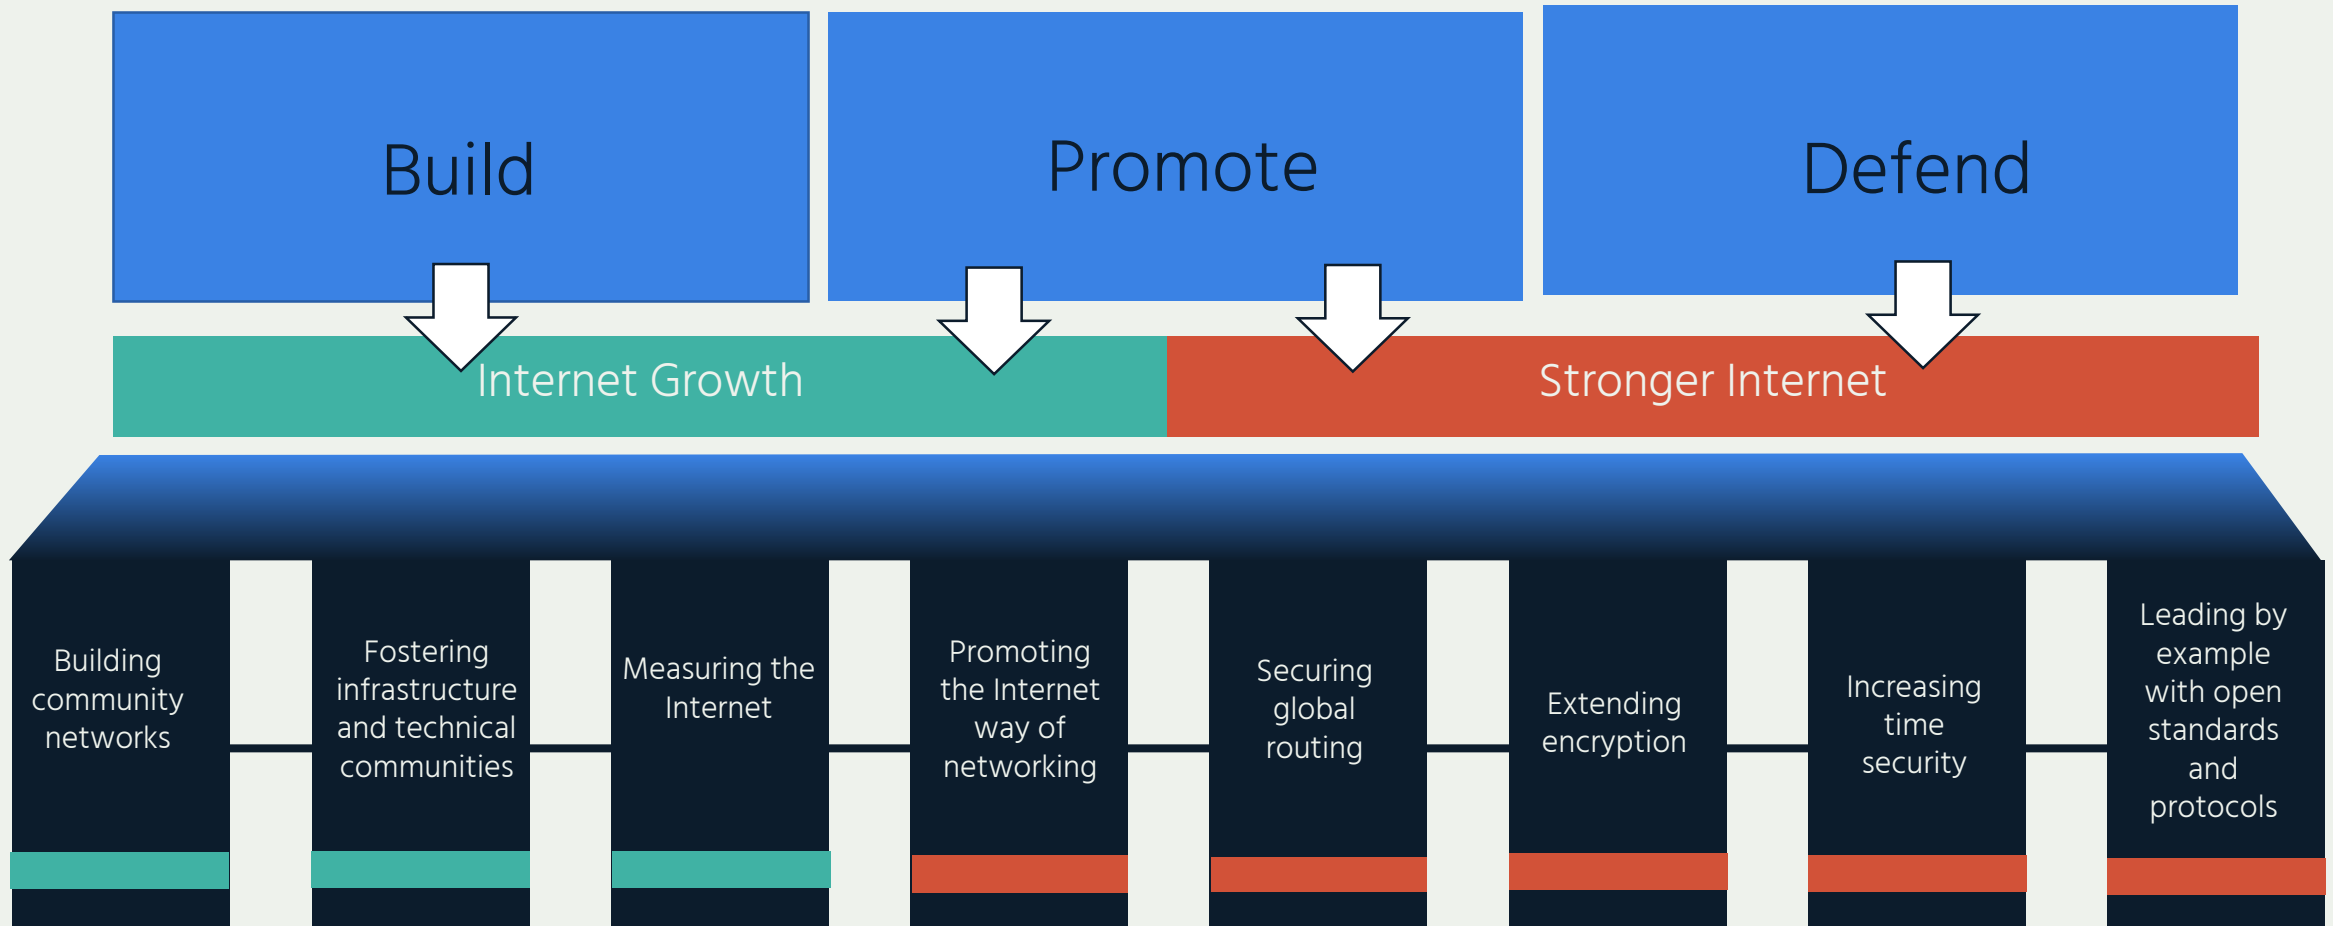 Build
Promote
Defend
Internet Growth
Stronger Internet
Building
community
networks
Fostering
infrastructure
and technical
communities
Measuring the
Internet
Promoting
the Internet
way of
networking
Securing
global
routing
Extending
encryption
Increasing
time
security
Leading by
example
with open
standards
and
protocols